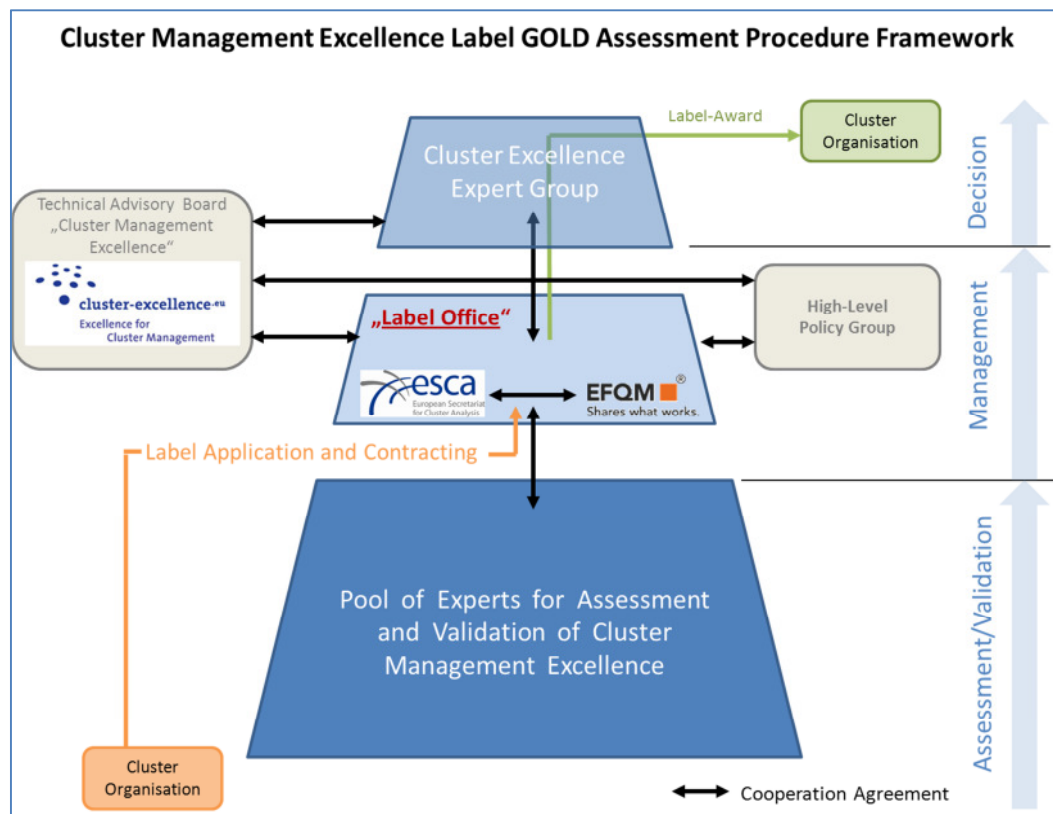 Cluster Management Excellence Label GOLD Assessment Procedure Framework
Label-Award
Cluster
Organisation
Cluster Excellence
Expert Group
Decision
Technical Advisory Board
„Cluster Management
Excellence“
cluster-excellence.eu
Excellence for
Cluster Management
„Label Office“
High-Level
Policy Group
Management
esca
European Secretariat
for Cluster Analysis
EFQM ®
Shares what works.
Label Application and Contracting
Pool of Experts for Assessment
and Validation of Cluster
Management Excellence
Assessment/Validation
Cluster
Organisation
Cooperation Agreement